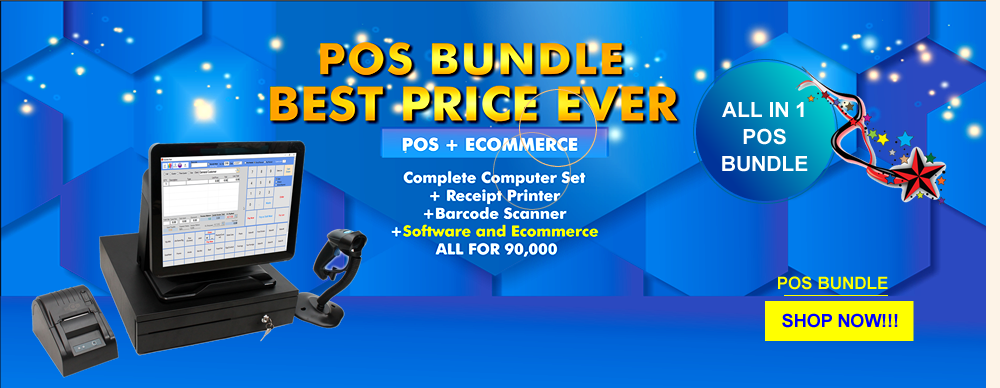 POS BUNDLE
BEST PRICE EVER
POS + ECOMMERCE
Complete Computer Set
+ Receipt Printer
+Barcode Scanner
+Software and Ecommerce
ALL FOR 90,000
ALL IN 1
POS
BUNDLE
POS BUNDLE
SHOP NOW!!!